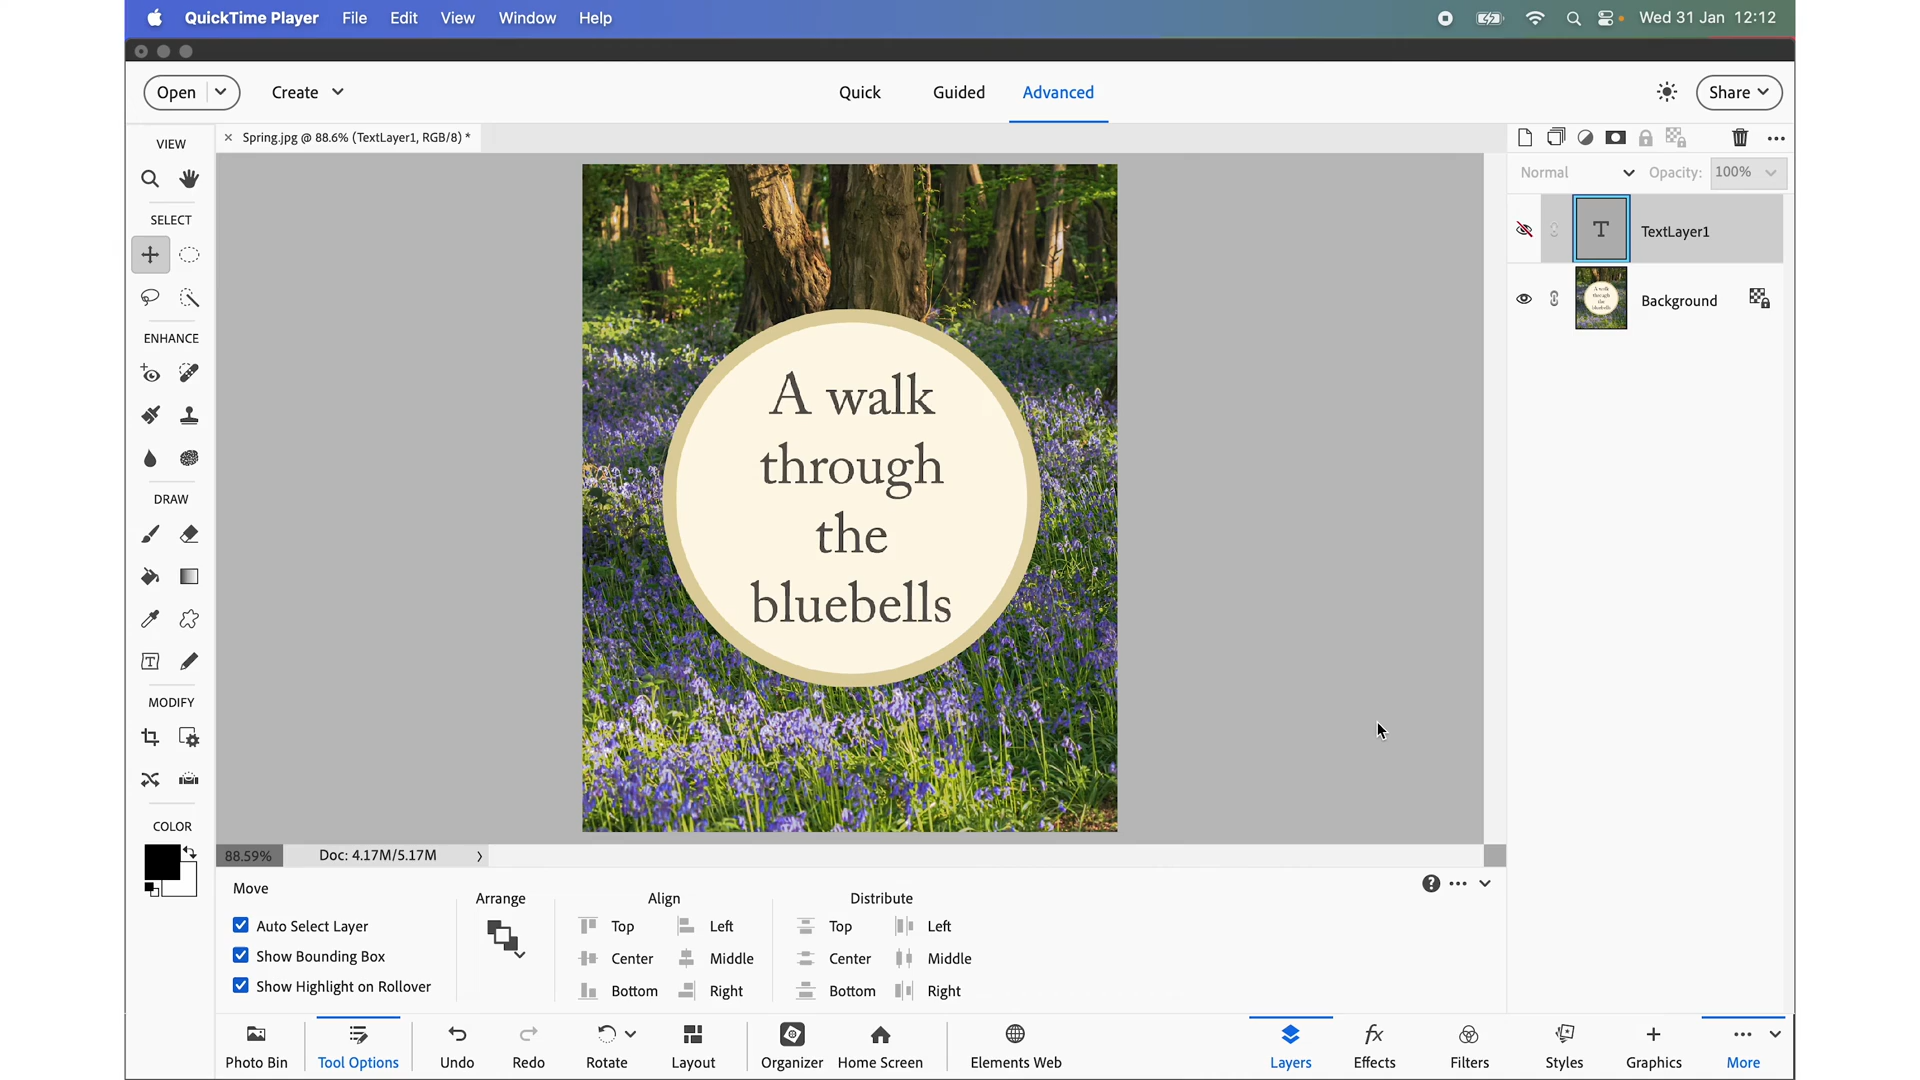 QuickTime Player File Edit View Window Help Wed 31 Jan 12:12
Open Create Quick Guided Advanced Share
VIEW
× Spring.jpg @ 88.6% (TextLayer1, RGB/8) *
Normal Opacity: 100%
SELECT
T TextLayer1
Background
ENHANCE
A walk
through
the
bluebells
DRAW
T
MODIFY
COLOR
88.59% Doc: 4.17M/5.17M >
Move
Arrange Align Distribute
Auto Select Layer Top Left Top Left
Show Bounding Box Center Middle Center Middle
Show Highlight on Rollover Bottom Right Bottom Right
Photo Bin Tool Options Undo Redo Rotate Layout Organizer Home Screen Elements Web Layers Effects Filters Styles Graphics More